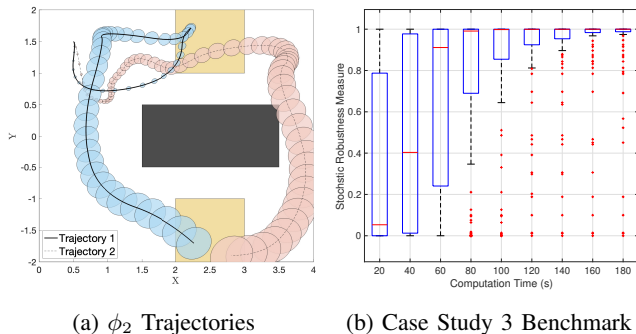 2
1.5
1
0.5
0
-0.5
-1
-1.5
-2
Y
0 0.5 1 1.5 2 2.5 3 3.5 4
X
Trajectory 1
Trajectory 2
(a) ϕ₂ Trajectories
Stochstic Robustness Measure
1
0.8
0.6
0.4
0.2
0
20 40 60 80 100 120 140 160 180
Computation Time (s)
(b) Case Study 3 Benchmark